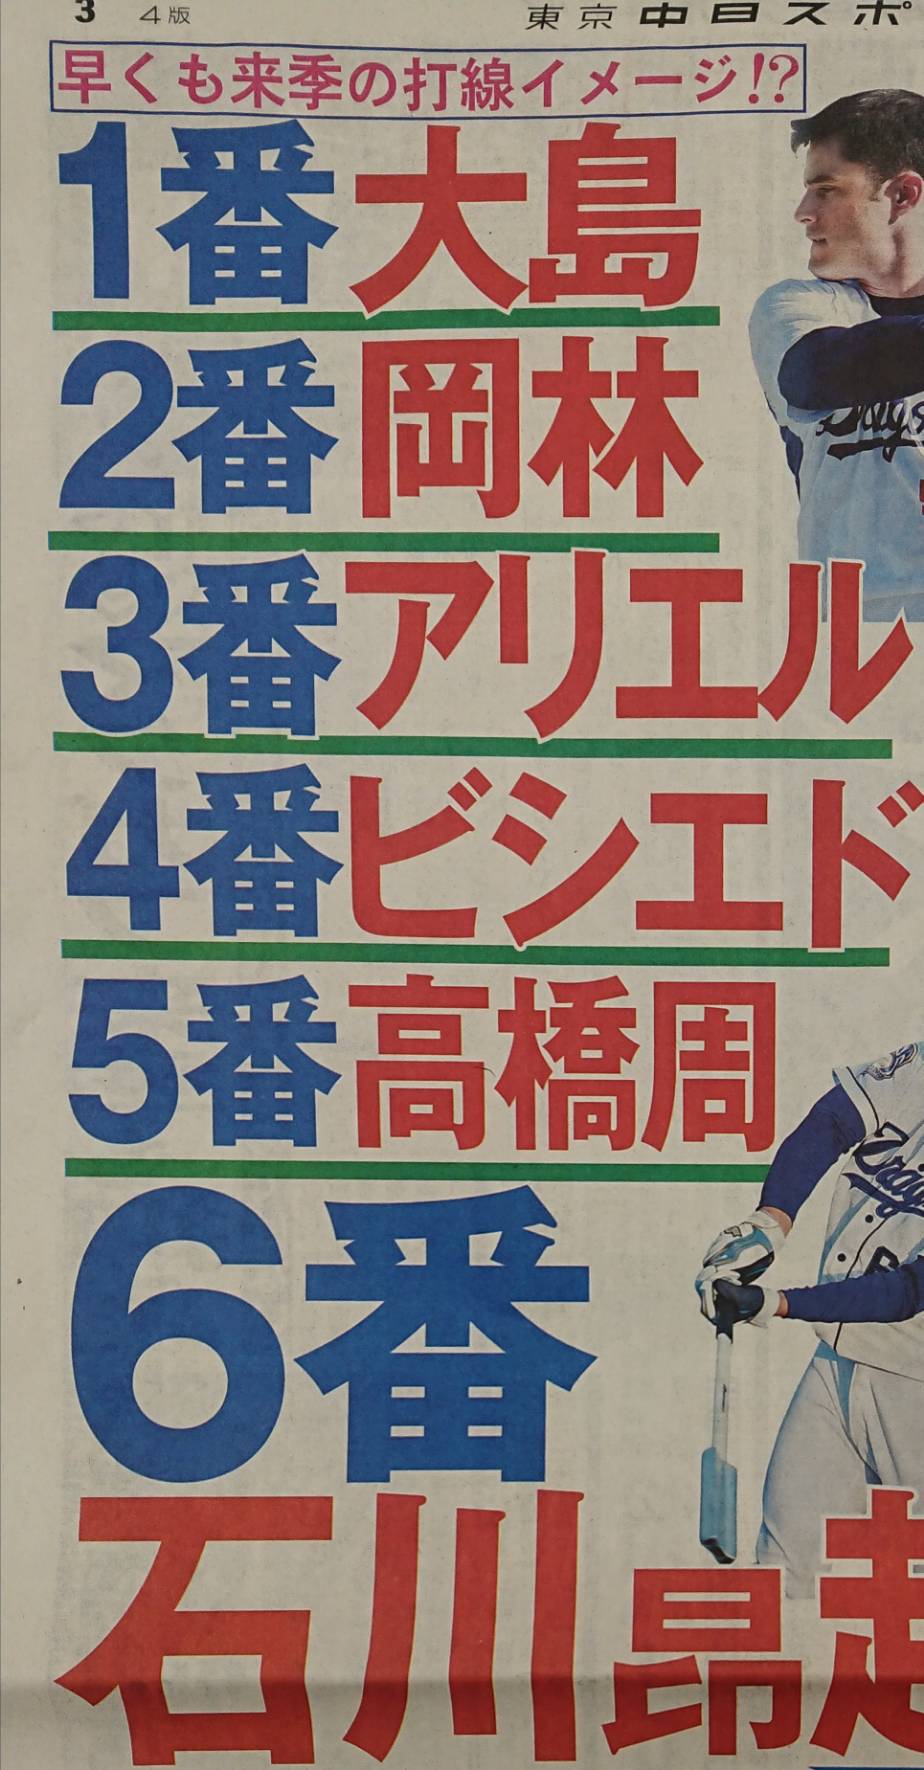 3 4版 東京中日スポ
早くも来季の打線イメージ!?
1番大島
2番岡林
3番アリエル
4番ビシエド
5番高橋周
6番
石川昂起